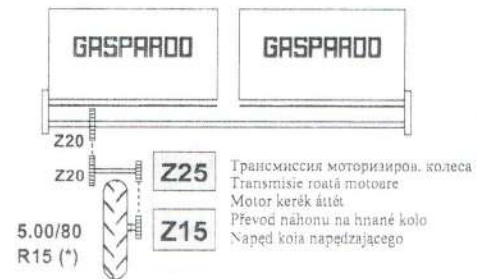 GASPARDO GASPARDO
Z20
Z20
Z25
Z15
5.00/80
R15 (*)
Трансмиссия моторизиров. колеса
Transmisie roată motoare
Motor kerék áttét
Převod náhonu na hnané kolo
Napęd koia napędzającego